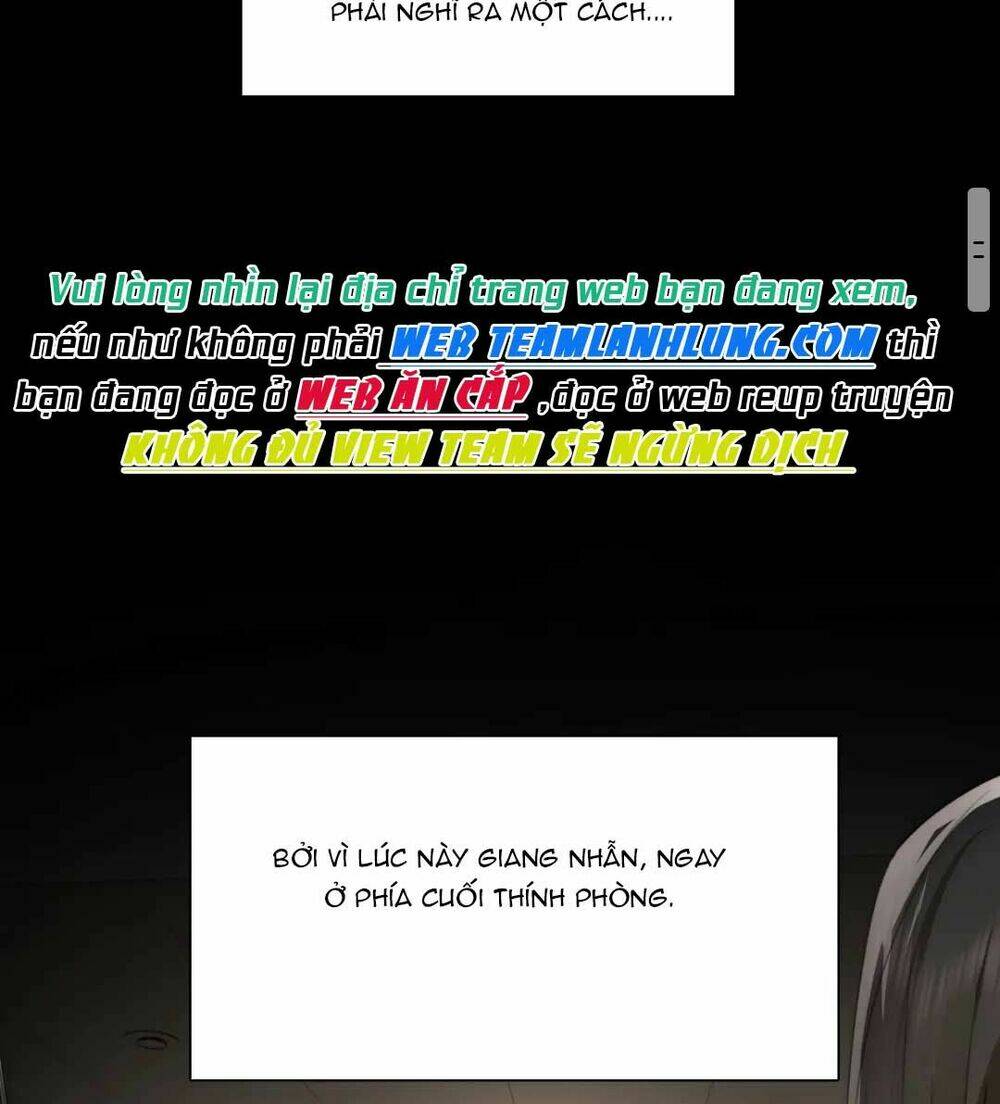 PHẢI NGHĨ RA MỘT CÁCH....
Vui lòng nhìn lại địa chỉ trang web bạn đang xem,
nếu như không phải WEB TEAMLANHLUNG.COM thì
bạn đang đọc ở WEB ĂN CẮP ,đọc ở web reup truyện
KHÔNG ĐỦ VIEW TEAM SẼ NGỪNG DỊCH
BỞI VÌ LÚC NÀY GIANG NHẪN, NGAY
Ở PHÍA CUỐI THÍNH PHÒNG.